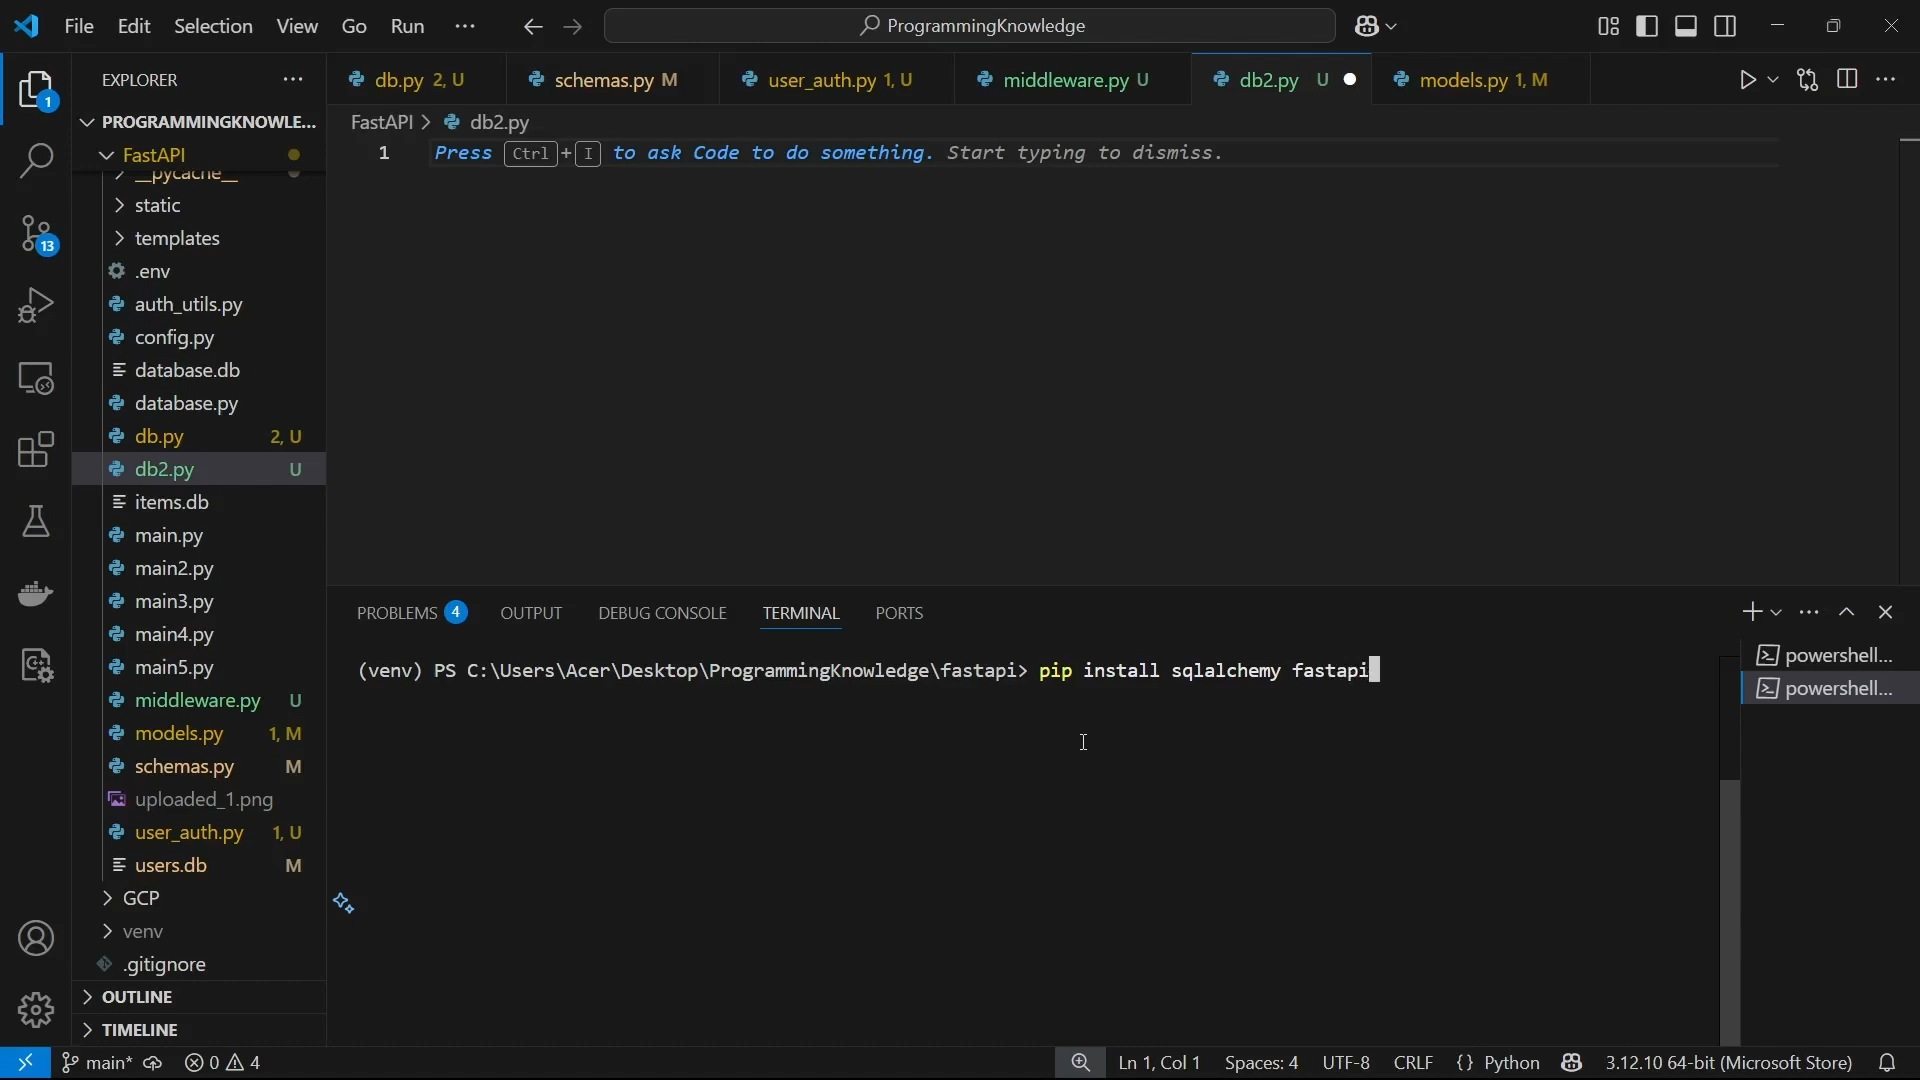 File Edit Selection View Go Run ··· ProgrammingKnowledge
EXPLORER
db.py 2, U schemas.py M user_auth.py 1, U middleware.py U db2.py U models.py 1, M
PROGRAMMINGKNOWLE...
FastAPI > db2.py
1 Press Ctrl+I to ask Code to do something. Start typing to dismiss.
FastAPI
__pycache__
static
templates
.env
auth_utils.py
config.py
database.db
database.py
db.py 2, U
db2.py U
items.db
main.py
main2.py
main3.py
main4.py
main5.py
middleware.py U
models.py 1, M
schemas.py M
uploaded_1.png
user_auth.py 1, U
users.db M
GCP
venv
.gitignore
OUTLINE
TIMELINE
1
13
PROBLEMS 4 OUTPUT DEBUG CONSOLE TERMINAL PORTS
(venv) PS C:\Users\Acer\Desktop\ProgrammingKnowledge\fastapi> pip install sqlalchemy fastapi
powershell...
powershell...
main* 0 4 Ln 1, Col 1 Spaces: 4 UTF-8 CRLF {} Python 3.12.10 64-bit (Microsoft Store)